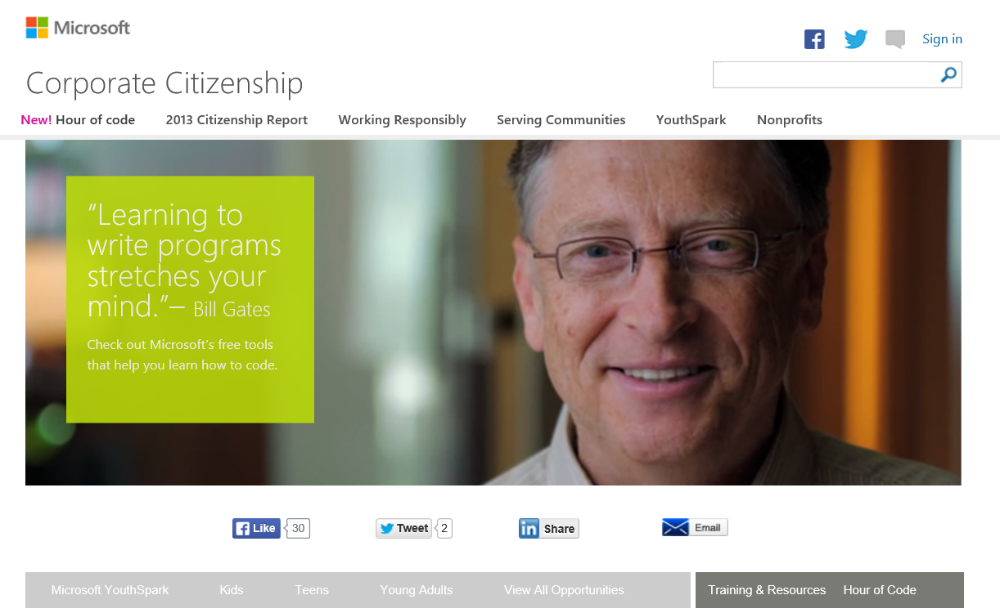 Microsoft
Sign in
Corporate Citizenship
New! Hour of code 2013 Citizenship Report Working Responsibly Serving Communities YouthSpark Nonprofits
“Learning to
write programs
stretches your
mind.”– Bill Gates
Check out Microsoft's free tools
that help you learn how to code.
Like 30 Tweet 2 in Share Email
Microsoft YouthSpark Kids Teens Young Adults View All Opportunities Training & Resources Hour of Code